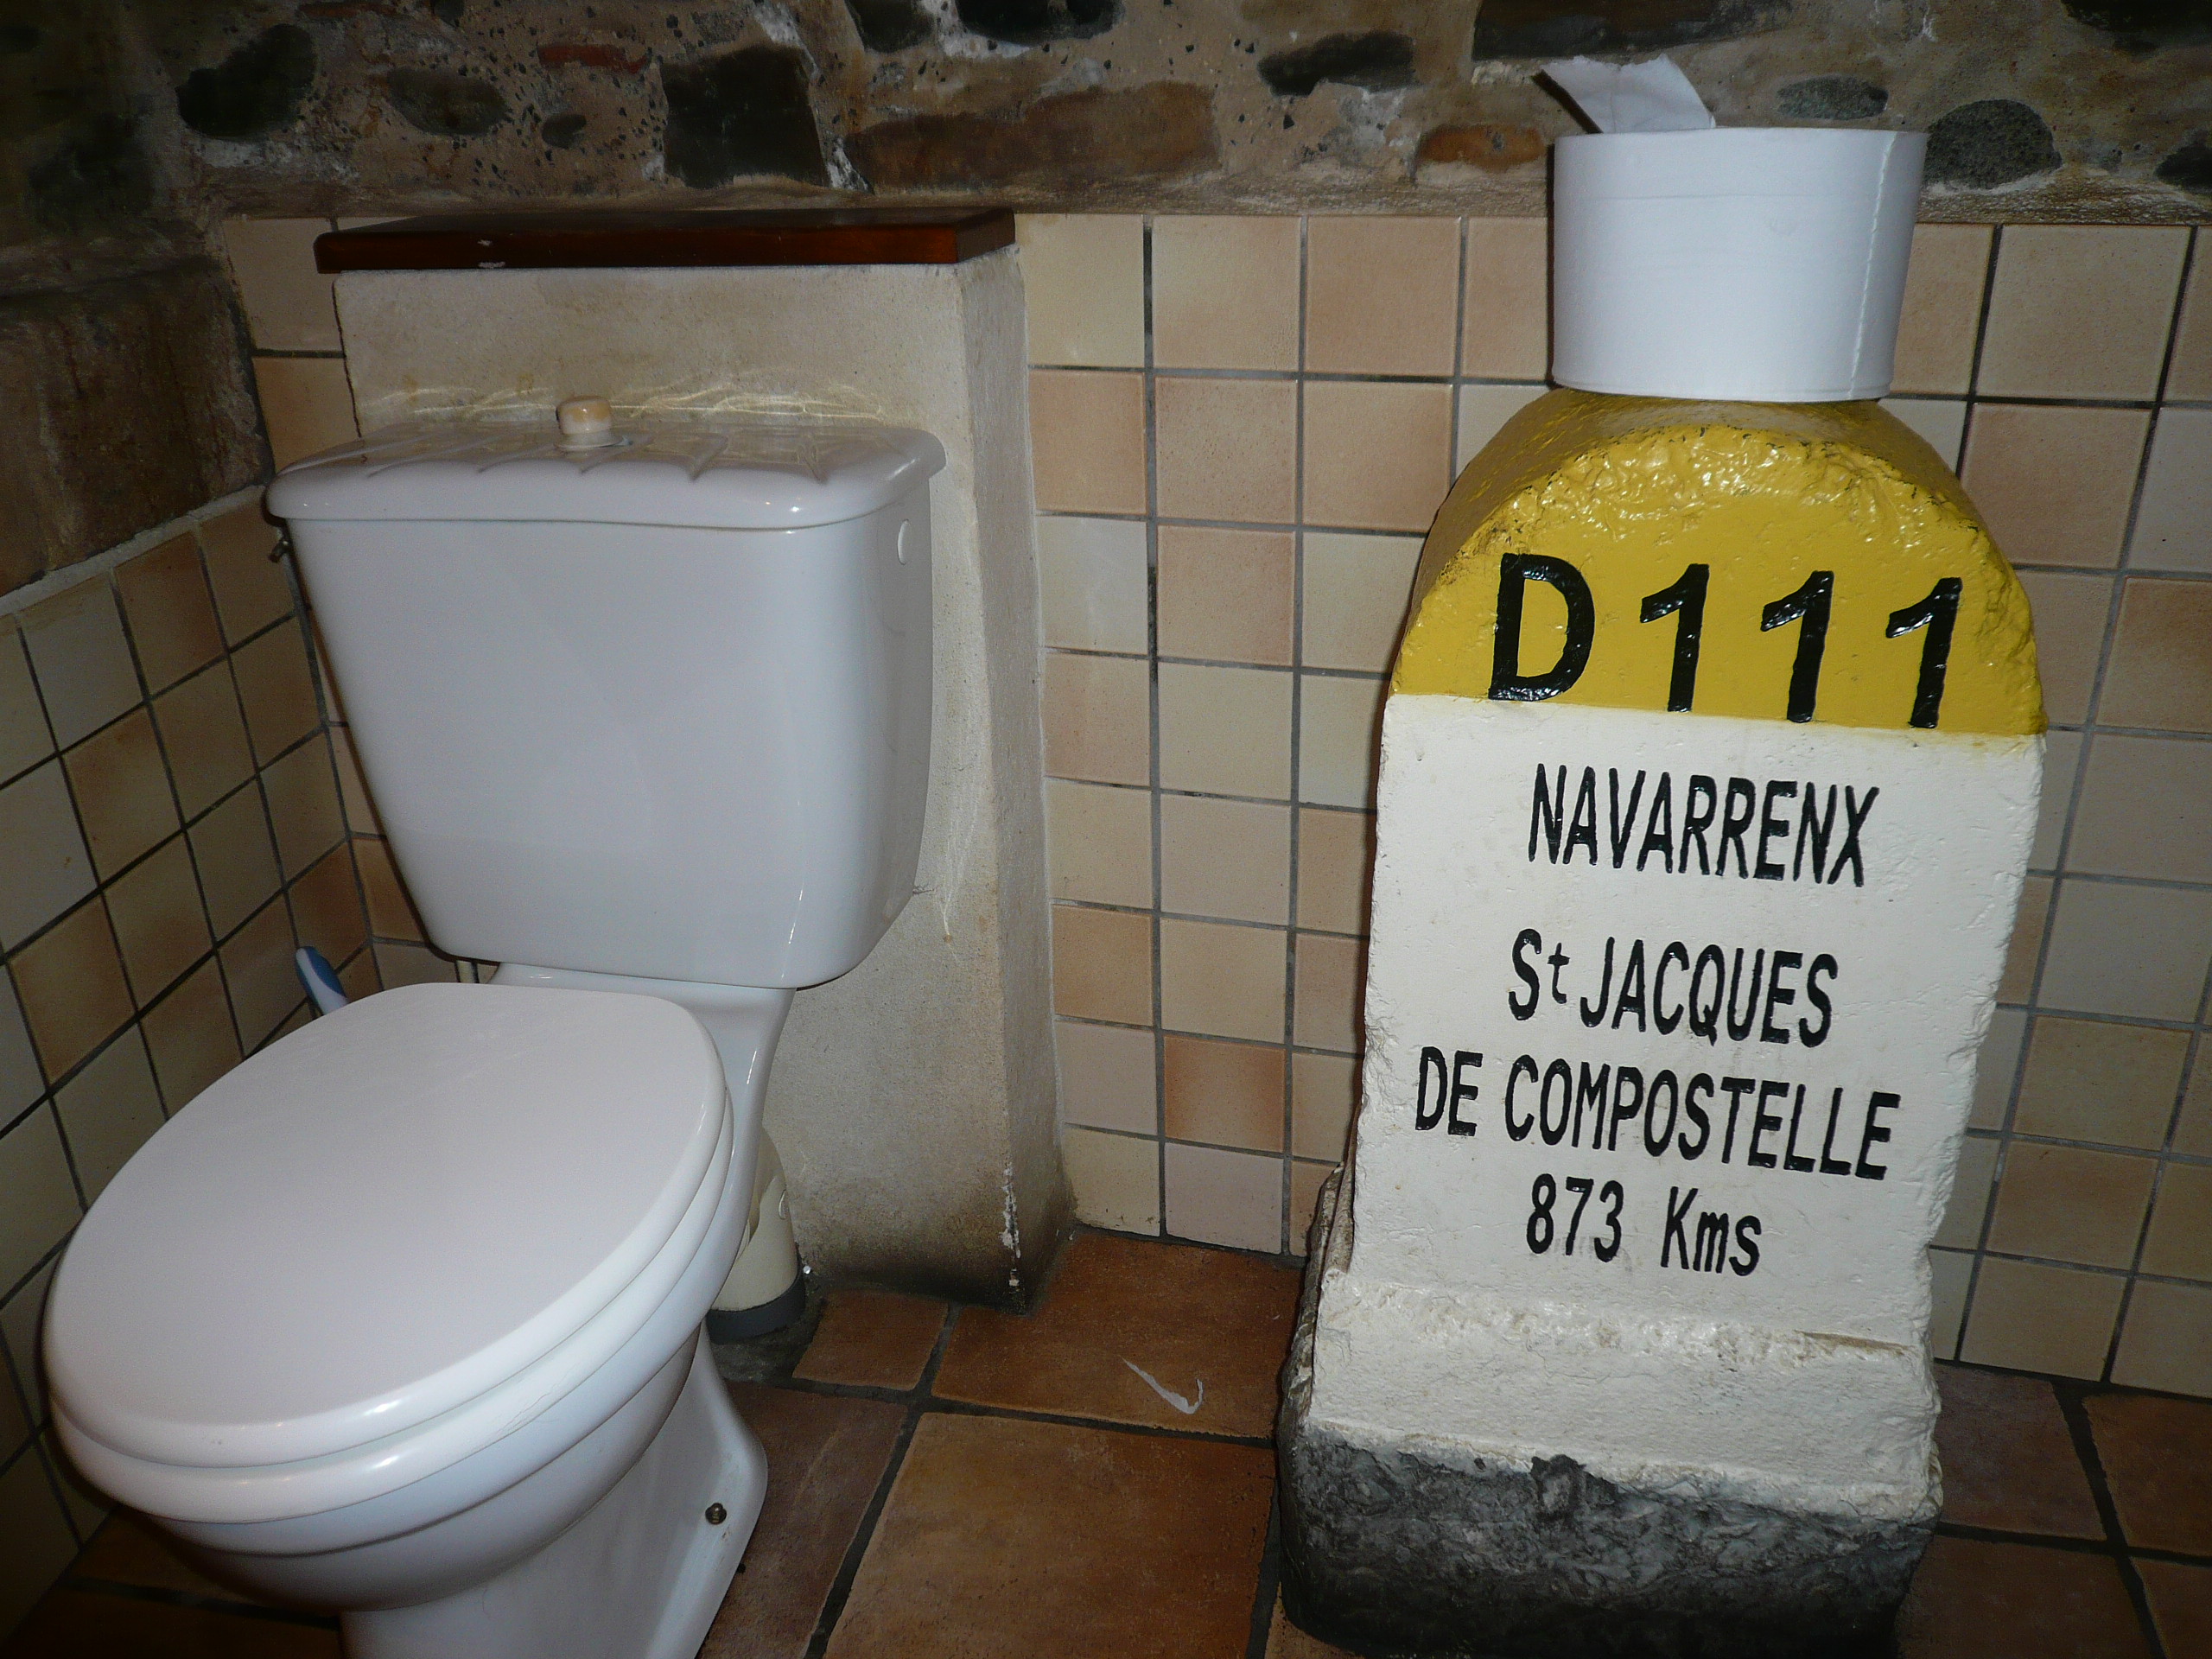 D111
NAVARRENX
St JACQUES
DE COMPOSTELLE
873 Kms